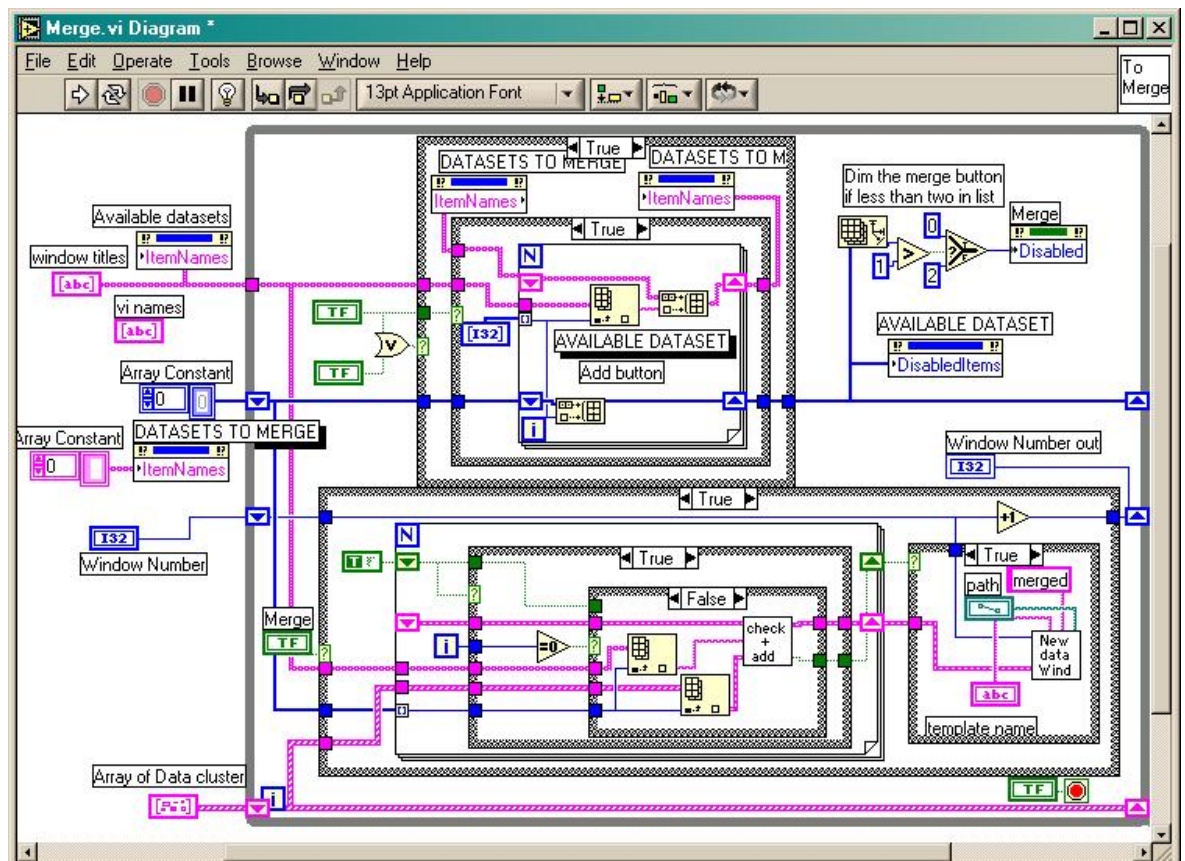 Merge.vi Diagram *
File Edit Operate Tools Browse Window Help
13pt Application Font
To
Merge
True
DATASETS TO MERGE
DATASETS TO M
ItemNames
ItemNames
Dim the merge button
if less than two in list
Merge
Disabled
Available datasets
ItemNames
window titles
[abc]
vi names
[abc]
True
N
0
1
>
2
TF
TF
V
?
?
[I32]
AVAILABLE DATASET
Add button
i
AVAILABLE DATASET
DisabledItems
Array Constant
0
0
Array Constant
0
DATASETS TO MERGE
ItemNames
Window Number out
I32
True
I32
Window Number
+1
N
T
True
?
False
?
True
path
merged
Merge
TF
?
i
=0
?
check
+
add
New
data
Wind
abc
template name
Array of Data cluster
i
TF